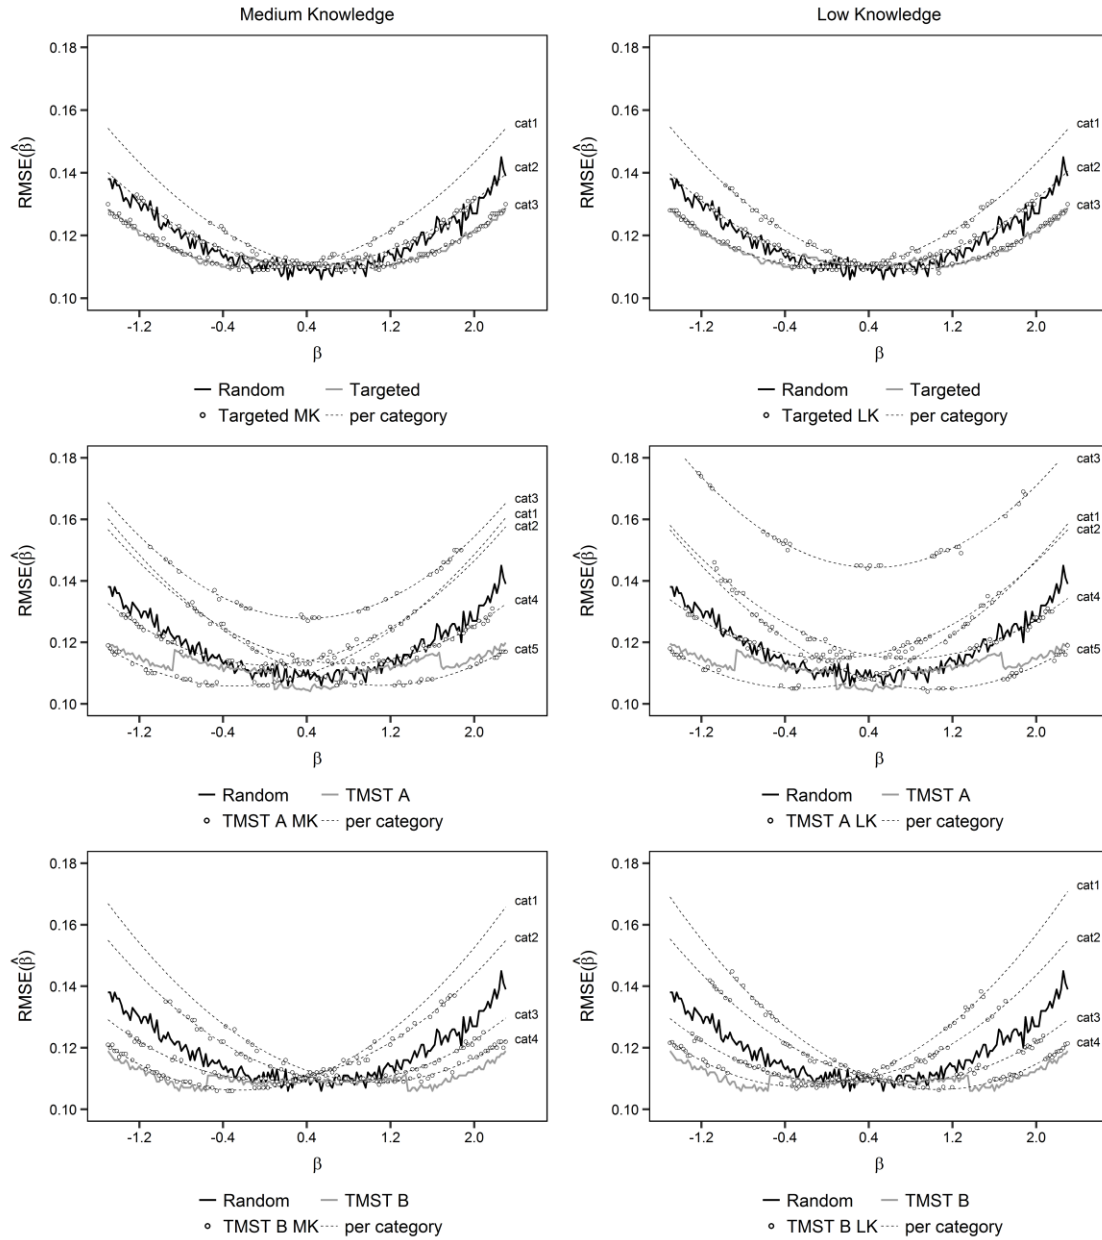 Medium Knowledge
Low Knowledge
0.18
0.16
0.14
0.12
0.10
RMSE(β̂)
cat1
cat2
cat3
-1.2 -0.4 0.4 1.2 2.0
β
Random Targeted
Targeted MK per category
0.18
0.16
0.14
0.12
0.10
RMSE(β̂)
cat1
cat2
cat3
-1.2 -0.4 0.4 1.2 2.0
β
Random Targeted
Targeted LK per category
0.18
0.16
0.14
0.12
0.10
RMSE(β̂)
cat3
cat1
cat2
cat4
cat5
-1.2 -0.4 0.4 1.2 2.0
β
Random TMST A
TMST A MK per category
0.18
0.16
0.14
0.12
0.10
RMSE(β̂)
cat3
cat1
cat2
cat4
cat5
-1.2 -0.4 0.4 1.2 2.0
β
Random TMST A
TMST A LK per category
0.18
0.16
0.14
0.12
0.10
RMSE(β̂)
cat1
cat2
cat3
cat4
-1.2 -0.4 0.4 1.2 2.0
β
Random TMST B
TMST B MK per category
0.18
0.16
0.14
0.12
0.10
RMSE(β̂)
cat1
cat2
cat3
cat4
-1.2 -0.4 0.4 1.2 2.0
β
Random TMST B
TMST B LK per category